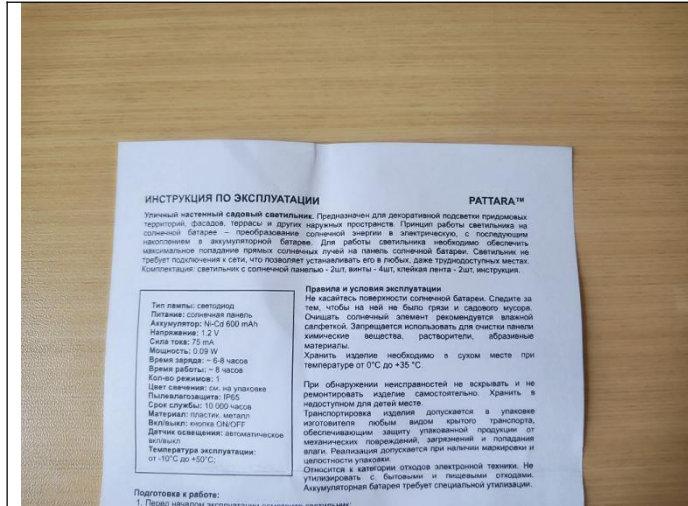 ИНСТРУКЦИЯ ПО ЭКСПЛУАТАЦИИ PATTARA™
Уличный настенный садовый светильник. Предназначен для декоративной подсветки придомовых
территорий, фасадов, террасы и других наружных пространств. Принцип работы светильника на
солнечной батарее – преобразование солнечной энергии в электрическую, с последующим
накоплением в аккумуляторной батарее. Для работы светильника необходимо обеспечить
максимальное попадание прямых солнечных лучей на панель солнечной батареи. Светильник не
требует подключения к сети, что позволяет устанавливать его в любых, даже труднодоступных местах.
Комплектация: светильник с солнечной панелью - 2шт, винты - 4шт, клейкая лента - 2шт, инструкция.
Тип лампы: светодиод
Питание: солнечная панель
Аккумулятор: Ni-Cd 600 mAh
Напряжение: 1.2 V
Сила тока: 75 mA
Мощность: 0.09 W
Время заряда: ~ 6-8 часов
Время работы: ~ 8 часов
Кол-во режимов: 1
Цвет свечения: см. на упаковке
Пылевлагозащита: IP65
Срок службы: 10 000 часов
Материал: пластик, металл
Вкл/выкл: кнопка ON/OFF
Датчик освещения: автоматическое
вкл/выкл
Температура эксплуатации:
от -10°C до +50°C;
Правила и условия эксплуатации
Не касайтесь поверхности солнечной батареи. Следите за
тем, чтобы на ней не было грязи и садового мусора.
Очищать солнечный элемент рекомендуется влажной
салфеткой. Запрещается использовать для очистки панели
химические вещества, растворители, абразивные
материалы.
Хранить изделие необходимо в сухом месте при
температуре от 0°C до +35 °C.
При обнаружении неисправностей не вскрывать и не
ремонтировать изделие самостоятельно. Хранить в
недоступном для детей месте.
Транспортировка изделия допускается в упаковке
изготовителя любым видом крытого транспорта,
обеспечивающим защиту упакованной продукции от
механических повреждений, загрязнений и попадания
влаги. Реализация допускается при наличии маркировки и
целостности упаковки.
Относится к категории отходов электронной техники. Не
утилизировать с бытовыми и пищевыми отходами.
Аккумуляторная батарея требует специальной утилизации.
Подготовка к работе:
1. Перед началом эксплуатации осмотрите светильник